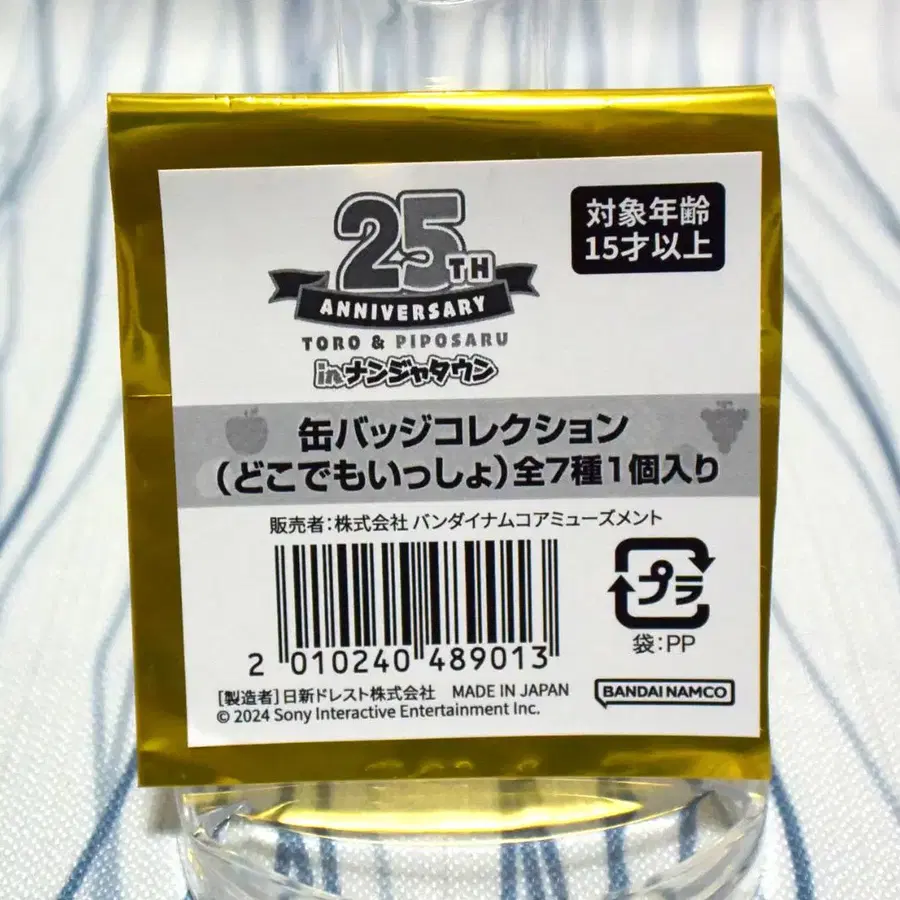 25TH
ANNIVERSARY
TORO & PIPOSARU
inナンジャタウン
対象年齢
15才以上
缶バッジコレクション
(どこでもいっしょ)全7種1個入り
販売者:株式会社 バンダイナムコアミューズメント
2 010240 489013
プラ
袋:PP
[製造者]日新ドレスト株式会社 MADE IN JAPAN
© 2024 Sony Interactive Entertainment Inc.
BANDAI NAMCO